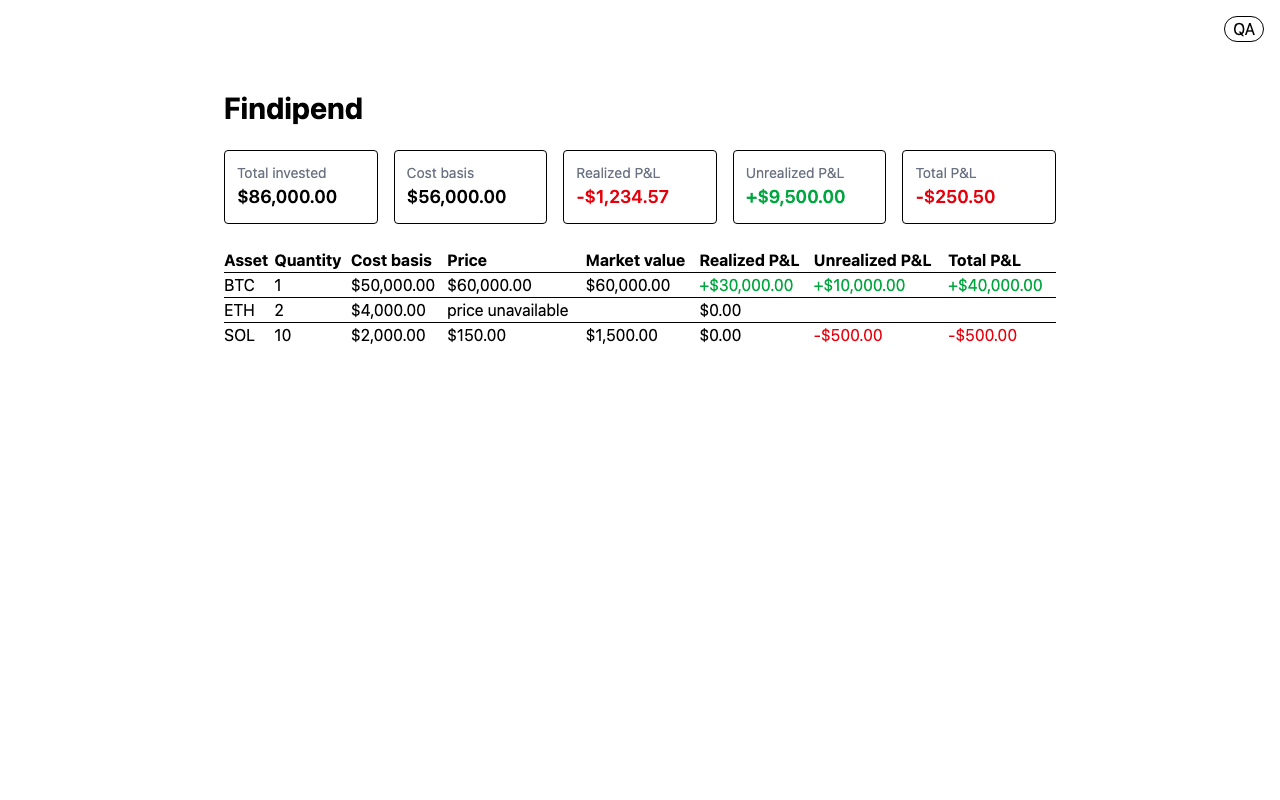 QA
Findipend
Total invested Cost basis Realized P&L Unrealized P&L Total P&L
$86,000.00 $56,000.00 -$1,234.57 +$9,500.00 -$250.50
Asset Quantity Cost basis Price Market value Realized P&L Unrealized P&L Total P&L
BTC 1 $50,000.00 $60,000.00 $60,000.00 +$30,000.00 +$10,000.00 +$40,000.00
ETH 2 $4,000.00 price unavailable $0.00
SOL 10 $2,000.00 $150.00 $1,500.00 $0.00 -$500.00 -$500.00